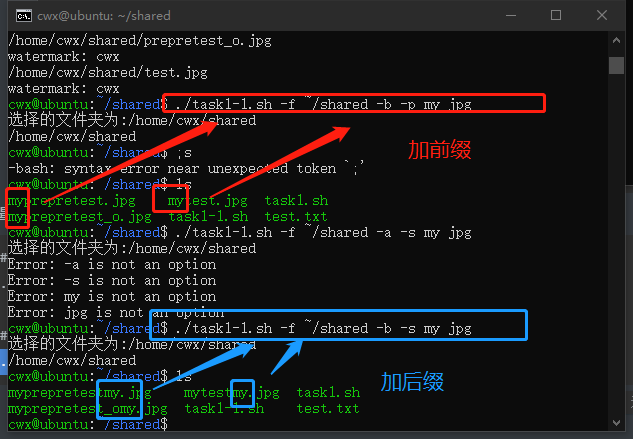 cwx@ubuntu: ~/shared
/home/cwx/shared/prepretest_o.jpg
watermark: cwx
/home/cwx/shared/test.jpg
watermark: cwx
cwx@ubuntu:~/shared$ ./task1-1.sh -f ~/shared -b -p my jpg
选择的文件夹为:/home/cwx/shared
/home/cwx/shared
cwx@ubuntu:~/shared$ ;s
-bash: syntax error near unexpected token `;'
cwx@ubuntu:~/shared$ ls
myprepretest.jpg mytest.jpg task1.sh
myprepretest_o.jpg task1-1.sh test.txt
cwx@ubuntu:~/shared$ ./task1-1.sh -f ~/shared -a -s my jpg
选择的文件夹为:/home/cwx/shared
Error: -a is not an option
Error: -s is not an option
Error: my is not an option
Error: jpg is not an option
cwx@ubuntu:~/shared$ ./task1-1.sh -f ~/shared -b -s my jpg
选择的文件夹为:/home/cwx/shared
/home/cwx/shared
cwx@ubuntu:~/shared$ ls
myprepretestmy.jpg mytestmy.jpg task1.sh
myprepretest_omy.jpg task1-1.sh test.txt
cwx@ubuntu:~/shared$
加前缀
加后缀